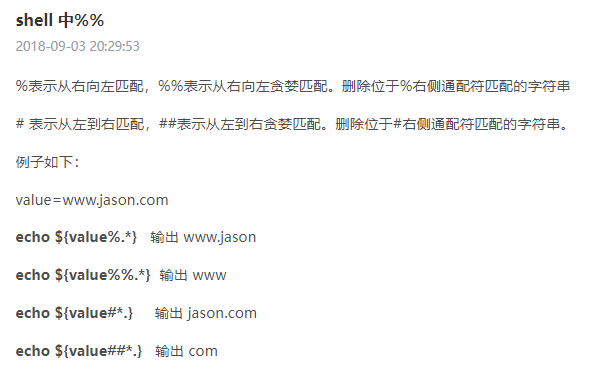 shell 中%%
2018-09-03 20:29:53
%表示从右向左匹配，%%表示从右向左贪婪匹配。删除位于%右侧通配符匹配的字符串
# 表示从左到右匹配，##表示从左到右贪婪匹配。删除位于#右侧通配符匹配的字符串。
例子如下：
value=www.jason.com
echo ${value%.*} 输出 www.jason
echo ${value%%.*} 输出 www
echo ${value#*.} 输出 jason.com
echo ${value##*.} 输出 com